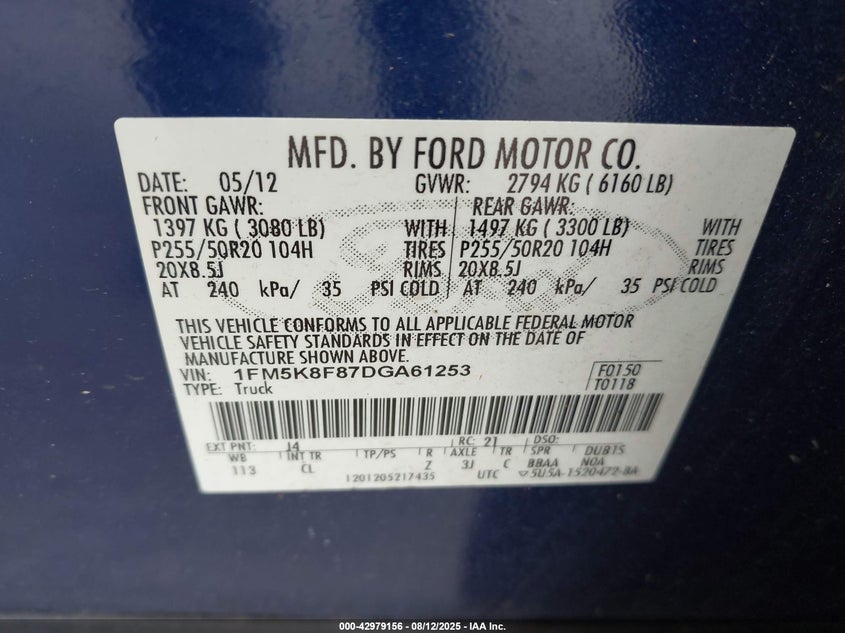 MFD. BY FORD MOTOR CO.
DATE: 05/12 GVWR: 2794 KG ( 6160 LB)
FRONT GAWR: REAR GAWR:
1397 KG ( 3080 LB) WITH 1497 KG ( 3300 LB) WITH
P255/50R20 104H TIRES P255/50R20 104H TIRES
20X8.5J RIMS 20X8.5J RIMS
AT 240 kPa/ 35 PSI COLD AT 240 kPa/ 35 PSI COLD
THIS VEHICLE CONFORMS TO ALL APPLICABLE FEDERAL MOTOR
VEHICLE SAFETY STANDARDS IN EFFECT ON THE DATE OF
MANUFACTURE SHOWN ABOVE.
VIN: 1FM5K8F87DGA61253 F0150
TYPE: Truck T0118
EXT PNT: J4 RC: 21 DSO:
WB INT TR TP/PS R AXLE TR SPR DUBTS
113 CL Z 3J C BBAA NOA
1201205217435 UTC 5U5A-1520472-BA
000-42979156 - 08/12/2025 - IAA Inc.